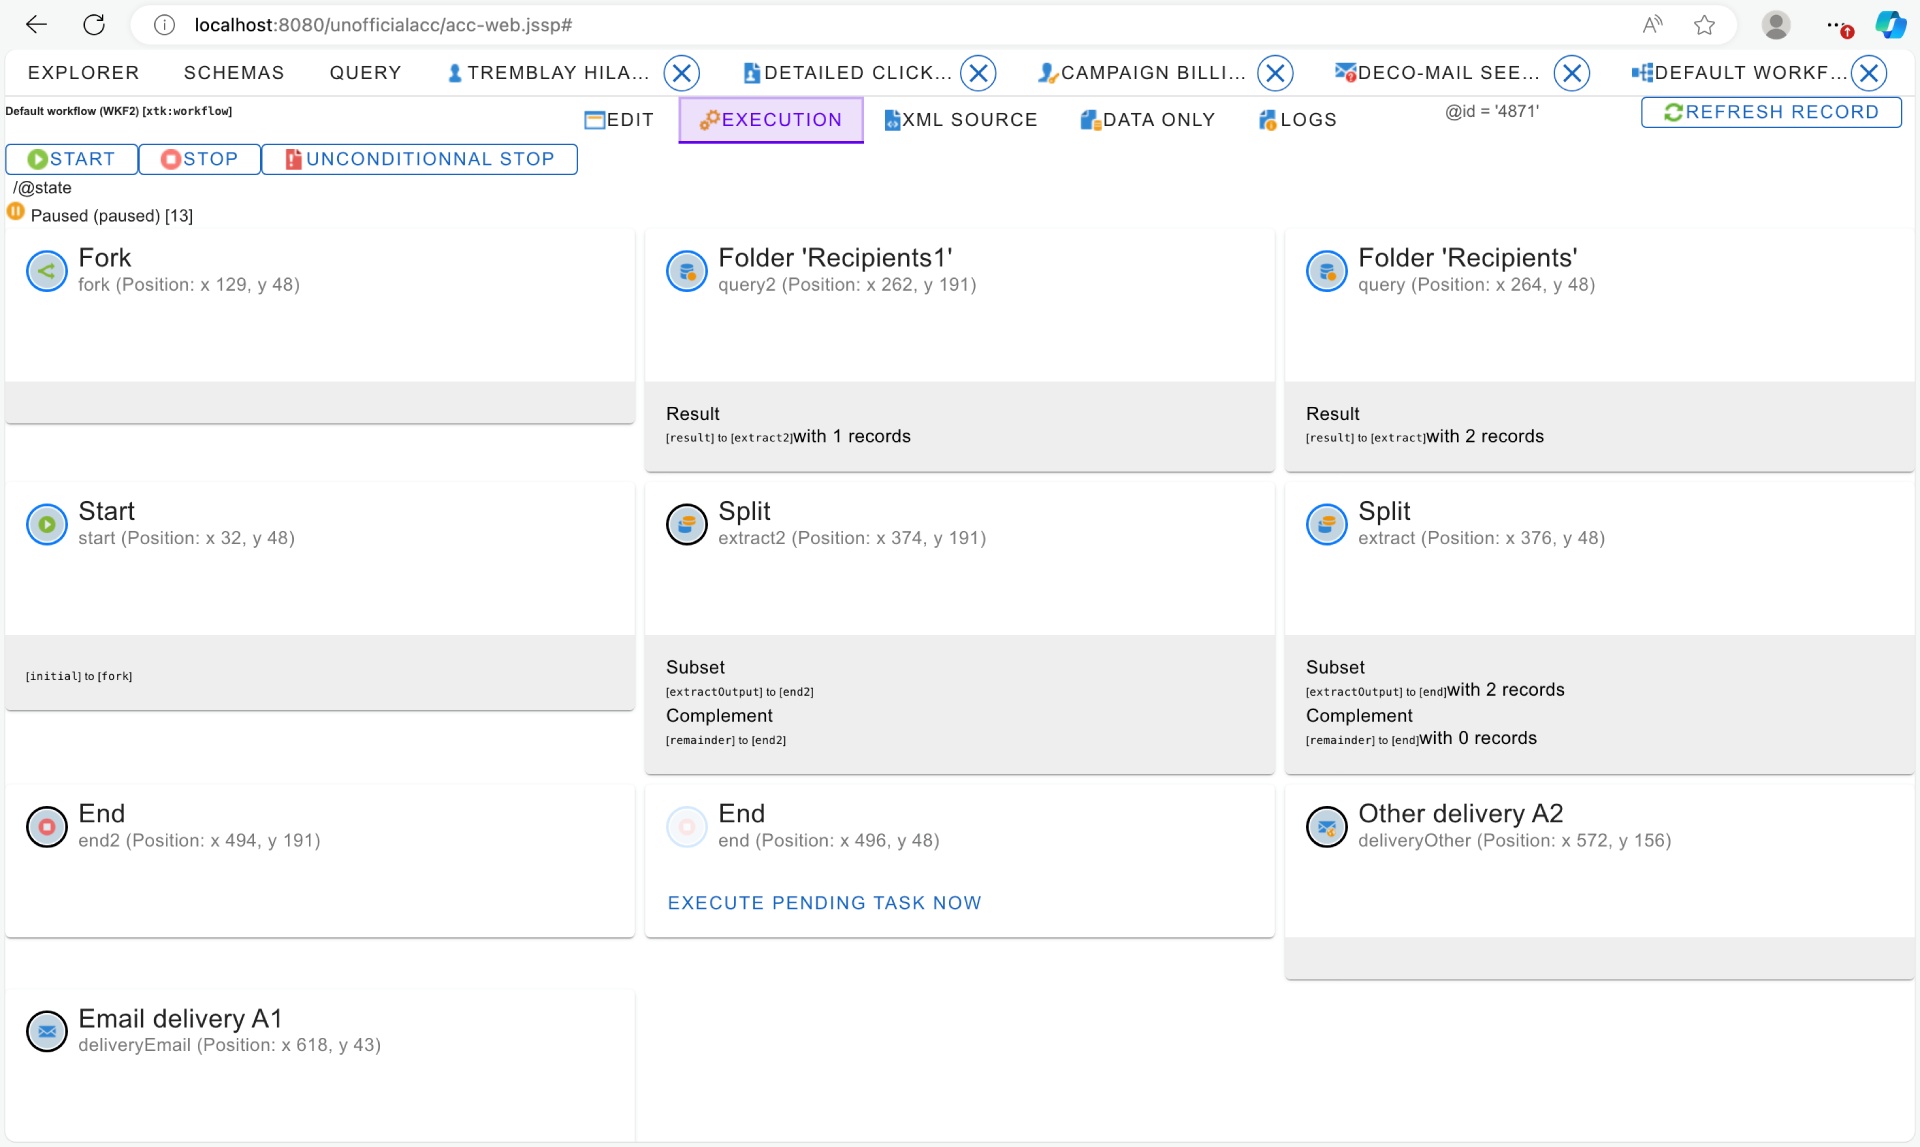 localhost:8080/unofficialacc/acc-web.jssp#
EXPLORER SCHEMAS QUERY TREMBLAY HILA... DETAILED CLICK... CAMPAIGN BILLI... DECO-MAIL SEE... DEFAULT WORKF...
Default workflow (WKF2) [xtk:workflow]
EDIT EXECUTION XML SOURCE DATA ONLY LOGS
@id = '4871'
REFRESH RECORD
START STOP UNCONDITIONNAL STOP
/@state
Paused (paused) [13]
Fork
fork (Position: x 129, y 48)
Folder 'Recipients1'
query2 (Position: x 262, y 191)
Result
[result] to [extract2]with 1 records
Folder 'Recipients'
query (Position: x 264, y 48)
Result
[result] to [extract]with 2 records
Start
start (Position: x 32, y 48)
[initial] to [fork]
Split
extract2 (Position: x 374, y 191)
Subset
[extractOutput] to [end2]
Complement
[remainder] to [end2]
Split
extract (Position: x 376, y 48)
Subset
[extractOutput] to [end]with 2 records
Complement
[remainder] to [end]with 0 records
End
end2 (Position: x 494, y 191)
End
end (Position: x 496, y 48)
EXECUTE PENDING TASK NOW
Other delivery A2
deliveryOther (Position: x 572, y 156)
Email delivery A1
deliveryEmail (Position: x 618, y 43)